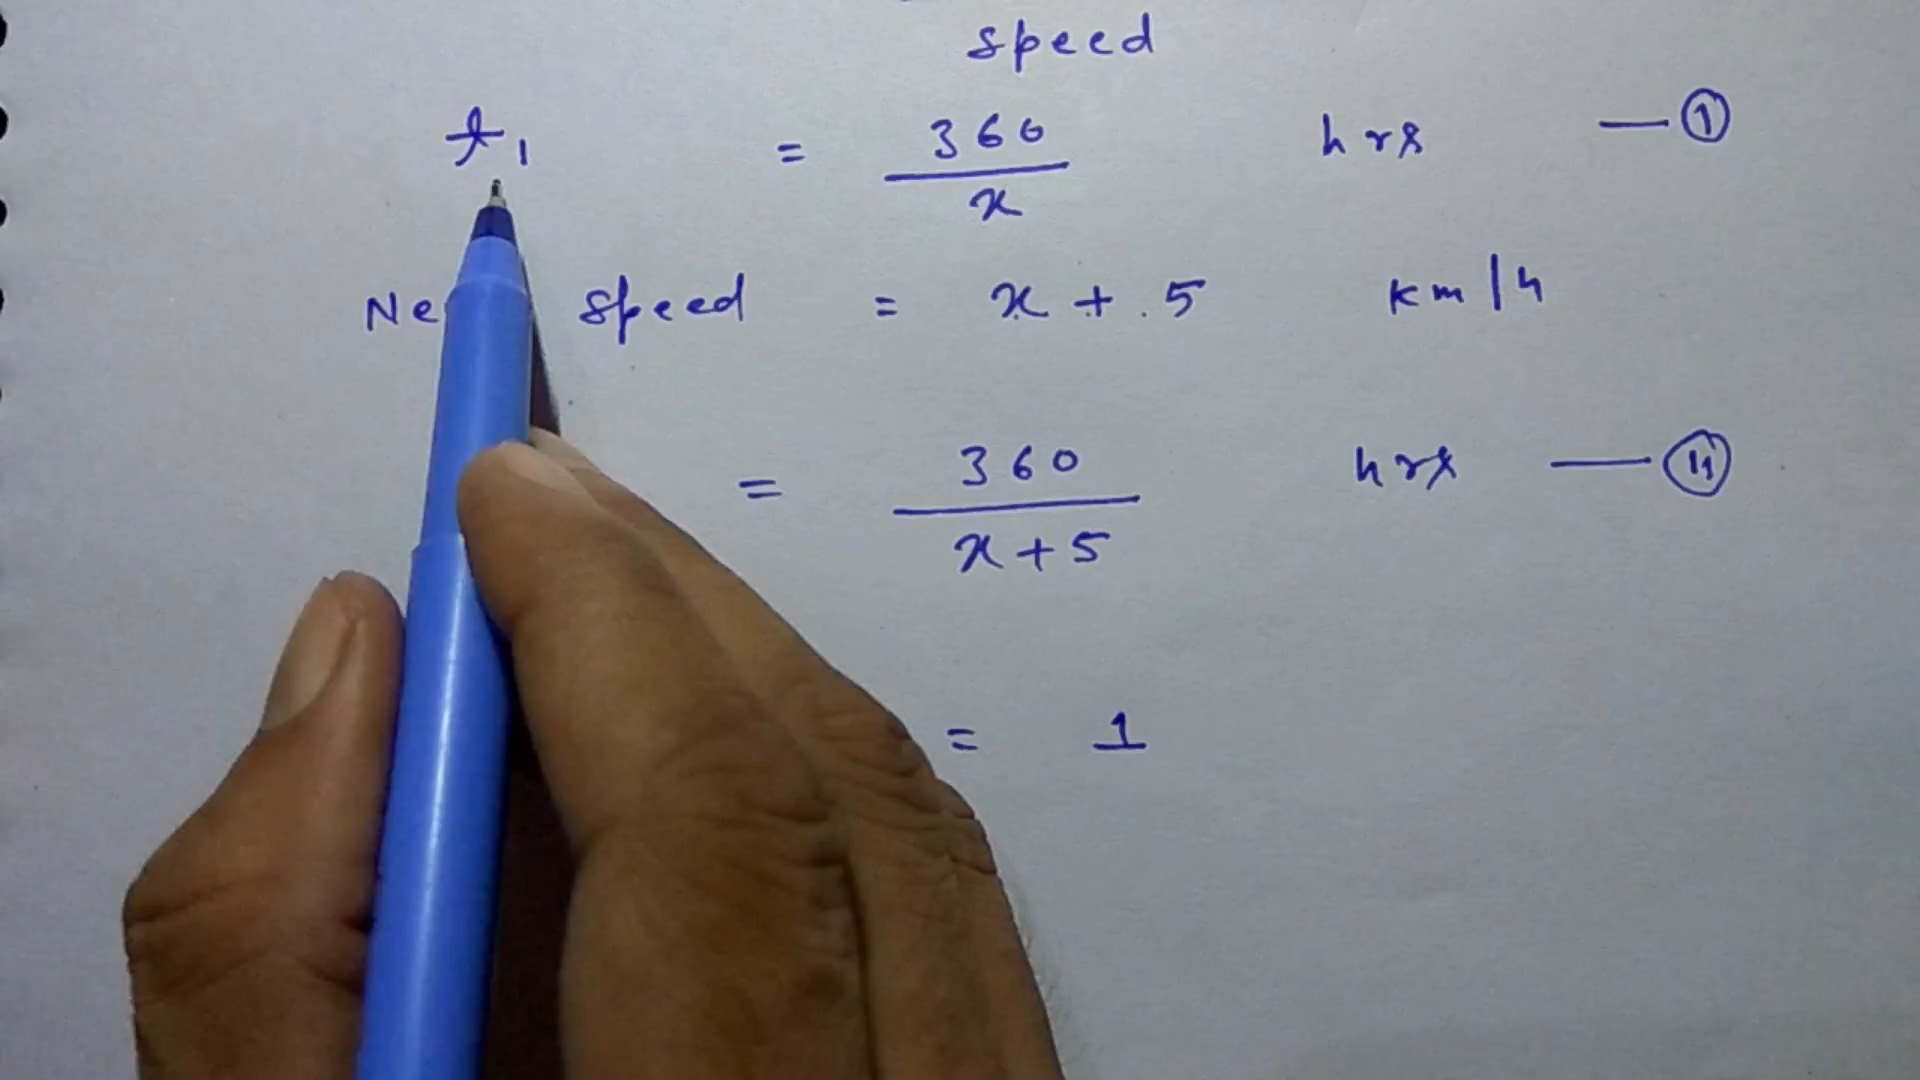 speed
t₁ = 360/x hrs — ①
Ne speed = x + 5 km/h
= 360/(x+5) hrs — ⑪
= 1